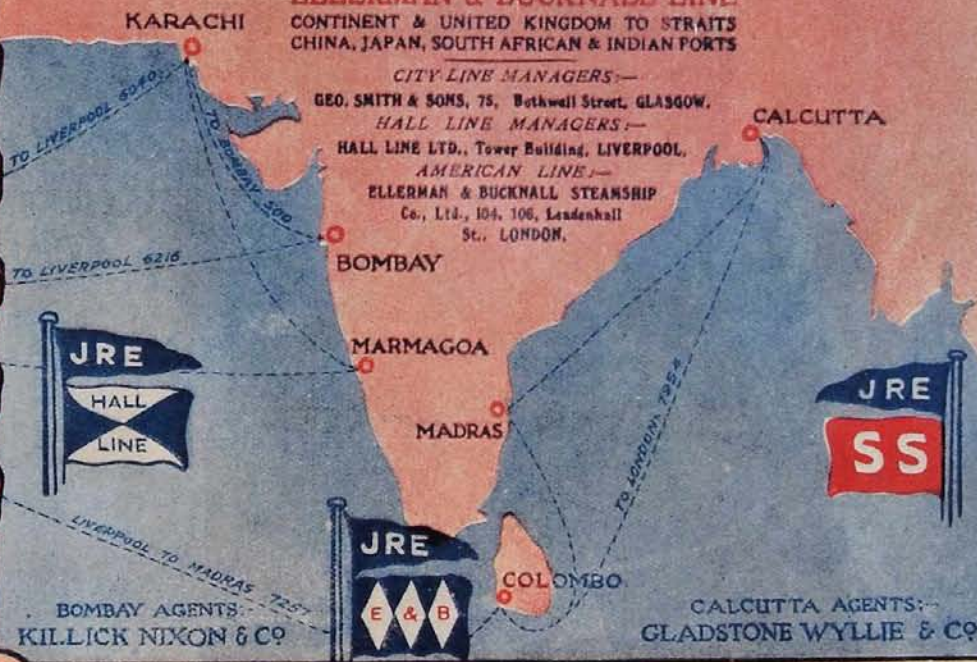 ELLERMAN & BUCKNALL LINE
CONTINENT & UNITED KINGDOM TO STRAITS
CHINA, JAPAN, SOUTH AFRICAN & INDIAN PORTS
CITY LINE MANAGERS:—
GEO. SMITH & SONS, 75, Bothwell Street, GLASGOW.
HALL LINE MANAGERS:—
HALL LINE LTD., Tower Building, LIVERPOOL.
AMERICAN LINE:—
ELLERMAN & BUCKNALL STEAMSHIP
Co., Ltd., 104, 106, Leadenhall
St., LONDON.
KARACHI
CALCUTTA
TO LIVERPOOL 6040
TO BOMBAY 500
BOMBAY
TO LIVERPOOL 6216
MARMAGOA
MADRAS
TO LONDON 7954
COLOMBO
LIVERPOOL TO MADRAS 7257
JRE
HALL
LINE
JRE
E & B
JRE
SS
BOMBAY AGENTS:
KILLICK NIXON & Cº
CALCUTTA AGENTS:—
GLADSTONE WYLLIE & Cº